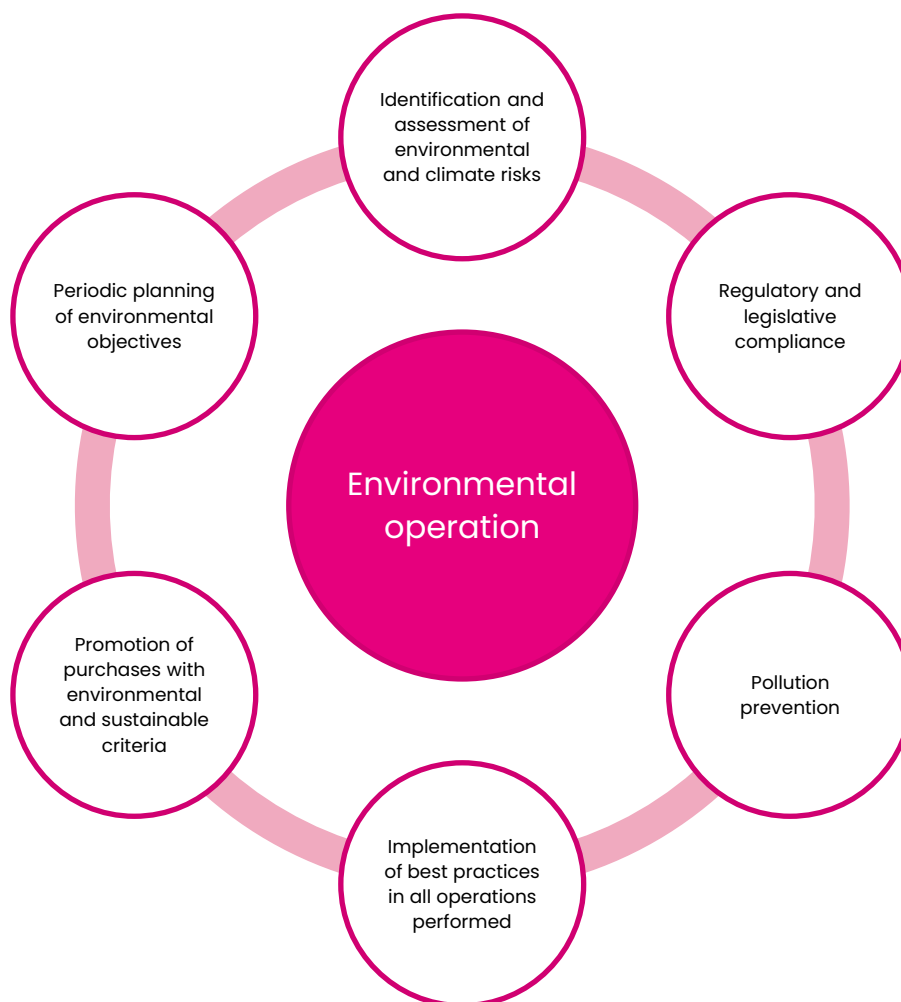 Identification and
assessment of
environmental
and climate risks
Regulatory and
legislative
compliance
Pollution
prevention
Implementation
of best practices
in all operations
performed
Promotion of
purchases with
environmental
and sustainable
criteria
Periodic planning
of environmental
objectives
Environmental
operation